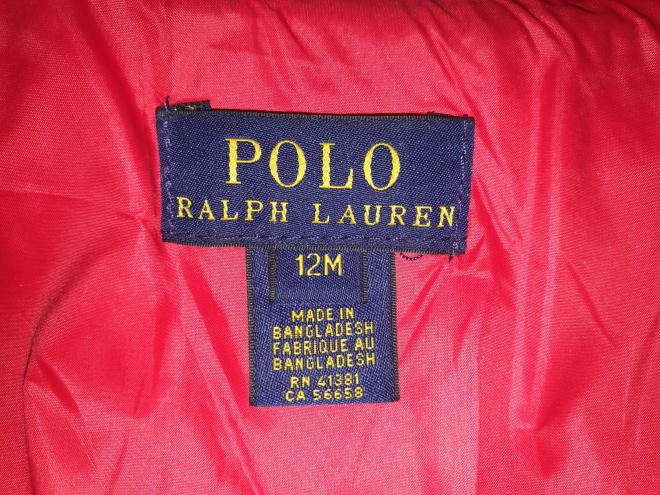 POLO
RALPH LAUREN
12M
MADE IN
BANGLADESH
FABRIQUE AU
BANGLADESH
RN 41381
CA 56658